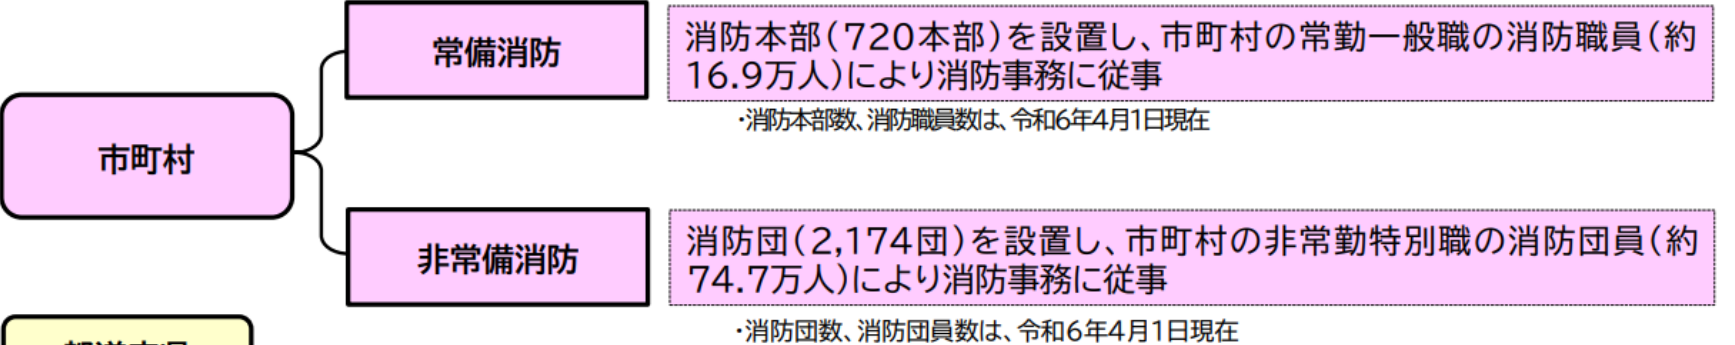 常備消防
消防本部(720本部)を設置し、市町村の常勤一般職の消防職員(約
16.9万人)により消防事務に従事
・消防本部数、消防職員数は、令和6年4月1日現在
市町村
非常備消防
消防団(2,174団)を設置し、市町村の非常勤特別職の消防団員(約
74.7万人)により消防事務に従事
・消防団数、消防団員数は、令和6年4月1日現在